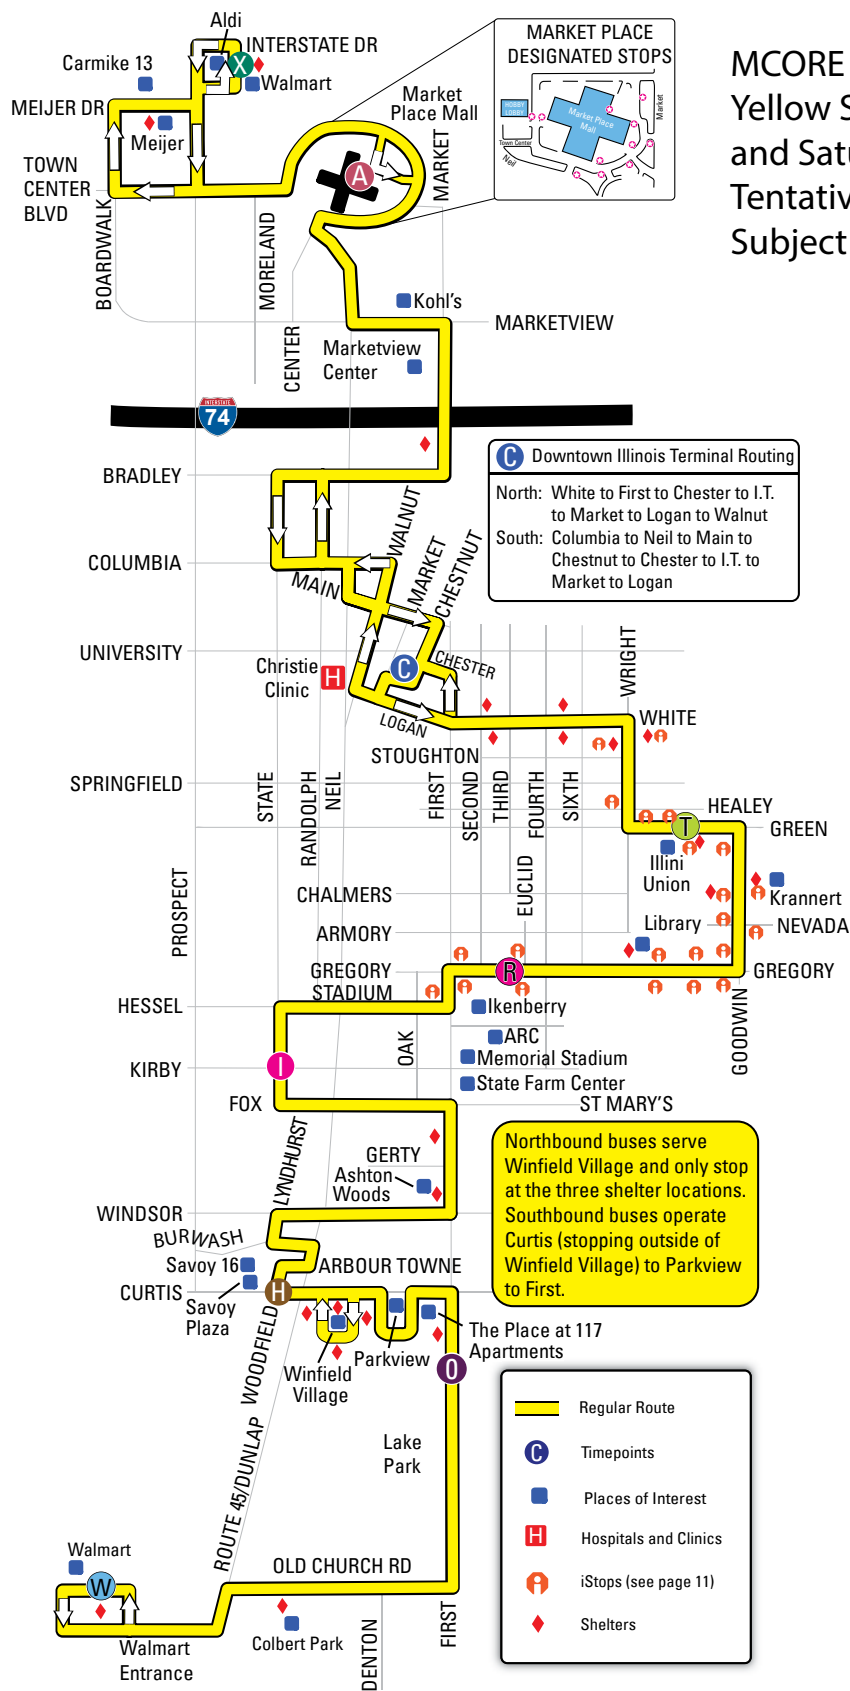 Aldi
INTERSTATE DR
X
Carmike 13
Walmart
MEIJER DR
Meijer
Market
Place Mall
TOWN
CENTER
BLVD
A
MARKET
BOARDWALK
MORELAND
CENTER
MARKET PLACE
DESIGNATED STOPS
HOBBY
LOBBY
Market Place
Mall
Market
Town Center
Neil
MCORE
Yellow S
and Satu
Tentativ
Subject
Kohl's
MARKETVIEW
Marketview
Center
INTERSTATE
74
BRADLEY
COLUMBIA
MAIN
WALNUT
MARKET
CHESTNUT
C Downtown Illinois Terminal Routing
North: White to First to Chester to I.T.
to Market to Logan to Walnut
South: Columbia to Neil to Main to
Chestnut to Chester to I.T. to
Market to Logan
UNIVERSITY
Christie
Clinic
H
C
CHESTER
LOGAN
WRIGHT
WHITE
STOUGHTON
SPRINGFIELD
STATE
RANDOLPH
NEIL
FIRST
SECOND
THIRD
FOURTH
SIXTH
HEALEY
T
GREEN
Illini
Union
Krannert
PROSPECT
CHALMERS
EUCLID
Library
NEVADA
ARMORY
GREGORY
STADIUM
R
GREGORY
HESSEL
Ikenberry
OAK
ARC
GOODWIN
I
KIRBY
Memorial Stadium
State Farm Center
FOX
ST MARY'S
LYNDHURST
GERTY
Ashton
Woods
Northbound buses serve
Winfield Village and only stop
at the three shelter locations.
Southbound buses operate
Curtis (stopping outside of
Winfield Village) to Parkview
to First.
WINDSOR
BURWASH
Savoy 16
ARBOUR TOWNE
CURTIS
H
Savoy
Plaza
WOODFIELD
Winfield
Village
Parkview
The Place at 117
Apartments
O
ROUTE 45/DUNLAP
Lake
Park
Regular Route
C Timepoints
Places of Interest
H Hospitals and Clinics
iStops (see page 11)
Shelters
Walmart
W
OLD CHURCH RD
Colbert Park
Walmart
Entrance
DENTON
FIRST